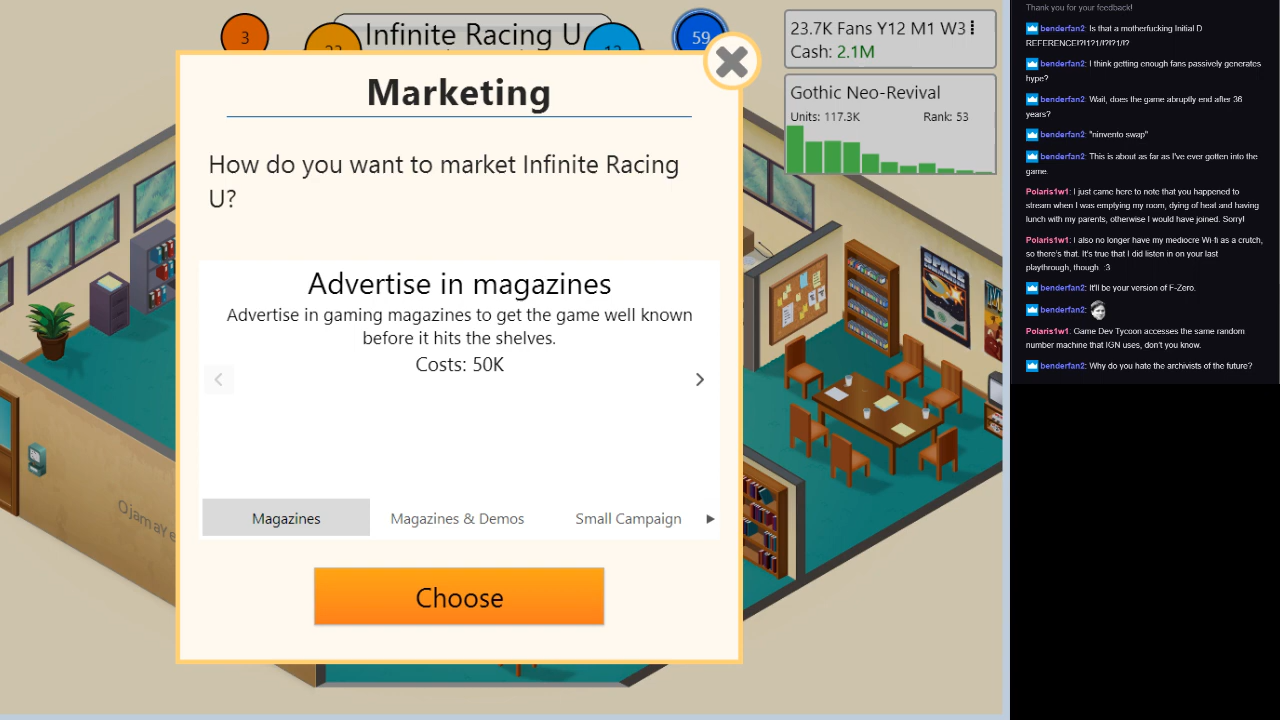 3
Infinite Racing U
59
23.7K Fans Y12 M1 W3
Cash: 2.1M
Marketing
Gothic Neo-Revival
Units: 117.3K
Rank: 53
How do you want to market Infinite Racing
U?
Advertise in magazines
Advertise in gaming magazines to get the game well known
before it hits the shelves.
Costs: 50K
Magazines
Magazines & Demos
Small Campaign
Choose
SPACE
Thank you for your feedback!
benderfan2: Is that a motherfucking Initial D
REFERENCE!?!1?1/!?!?1/!?
benderfan2: I think getting enough fans passively generates
hype?
benderfan2: Wait, does the game abruptly end after 36
years?
benderfan2: "ninvento swap"
benderfan2: This is about as far as I've ever gotten into the
game.
Polaris1w1: I just came here to note that you happened to
stream when I was emptying my room, dying of heat and having
lunch with my parents, otherwise I would have joined. Sorry!
Polaris1w1: I also no longer have my mediocre Wi-fi as a crutch,
so there's that. It's true that I did listen in on your last
playthrough, though :3
benderfan2: It'll be your version of F-Zero.
benderfan2:
Polaris1w1: Game Dev Tycoon accesses the same random
number machine that IGN uses, don't you know.
benderfan2: Why do you hate the archivists of the future?